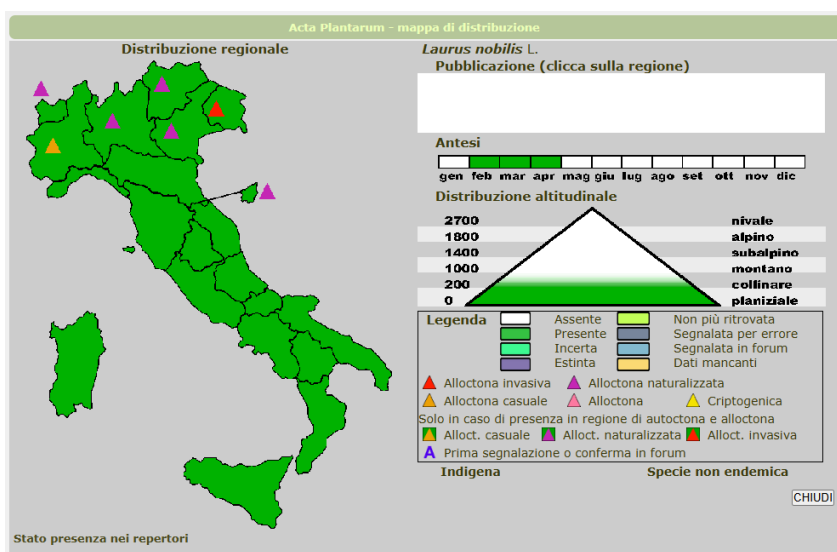 Acta Plantarum - mappa di distribuzione
Distribuzione regionale
Laurus nobilis L.
Pubblicazione (clicca sulla regione)
Antesi
gen feb mar apr mag giu lug ago set ott nov dic
Distribuzione altitudinale
2700 nivale
1800 alpino
1400 subalpino
1000 montano
200 collinare
0 planiziale
Legenda Assente Non più ritrovata
Presente Segnalata per errore
Incerta Segnalata in forum
Estinta Dati mancanti
Alloctona invasiva Alloctona naturalizzata
Alloctona casuale Alloctona Criptogenica
Solo in caso di presenza in regione di autoctona e alloctona
Alloct. casuale Alloct. naturalizzata Alloct. invasiva
A Prima segnalazione o conferma in forum
Indigena Specie non endemica
CHIUDI
Stato presenza nei repertori